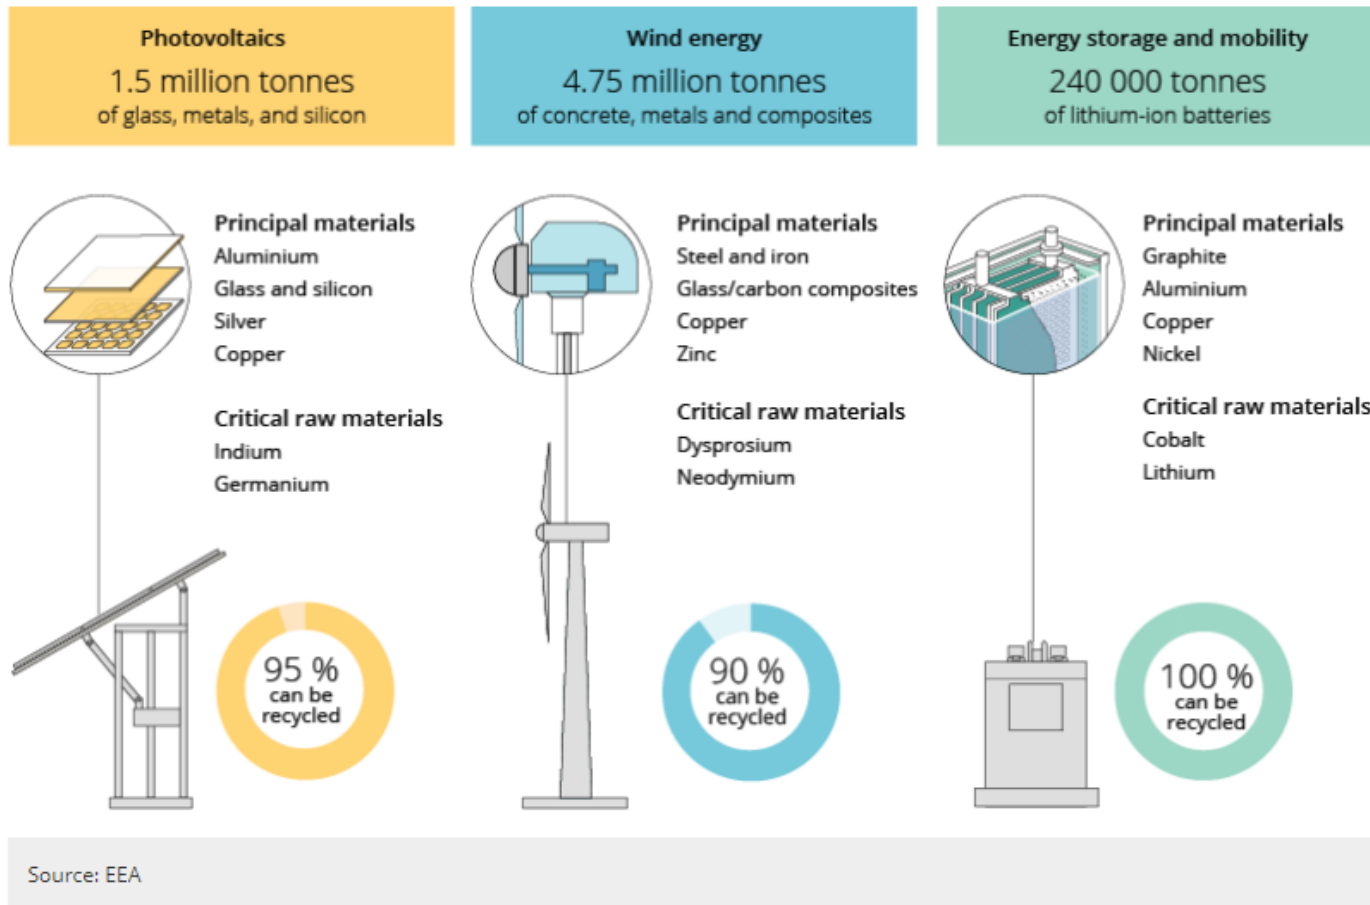 Photovoltaics
1.5 million tonnes
of glass, metals, and silicon
Wind energy
4.75 million tonnes
of concrete, metals and composites
Energy storage and mobility
240 000 tonnes
of lithium-ion batteries
Principal materials
Aluminium
Glass and silicon
Silver
Copper
Critical raw materials
Indium
Germanium
95 %
can be
recycled
Principal materials
Steel and iron
Glass/carbon composites
Copper
Zinc
Critical raw materials
Dysprosium
Neodymium
90 %
can be
recycled
Principal materials
Graphite
Aluminium
Copper
Nickel
Critical raw materials
Cobalt
Lithium
100 %
can be
recycled
Source: EEA